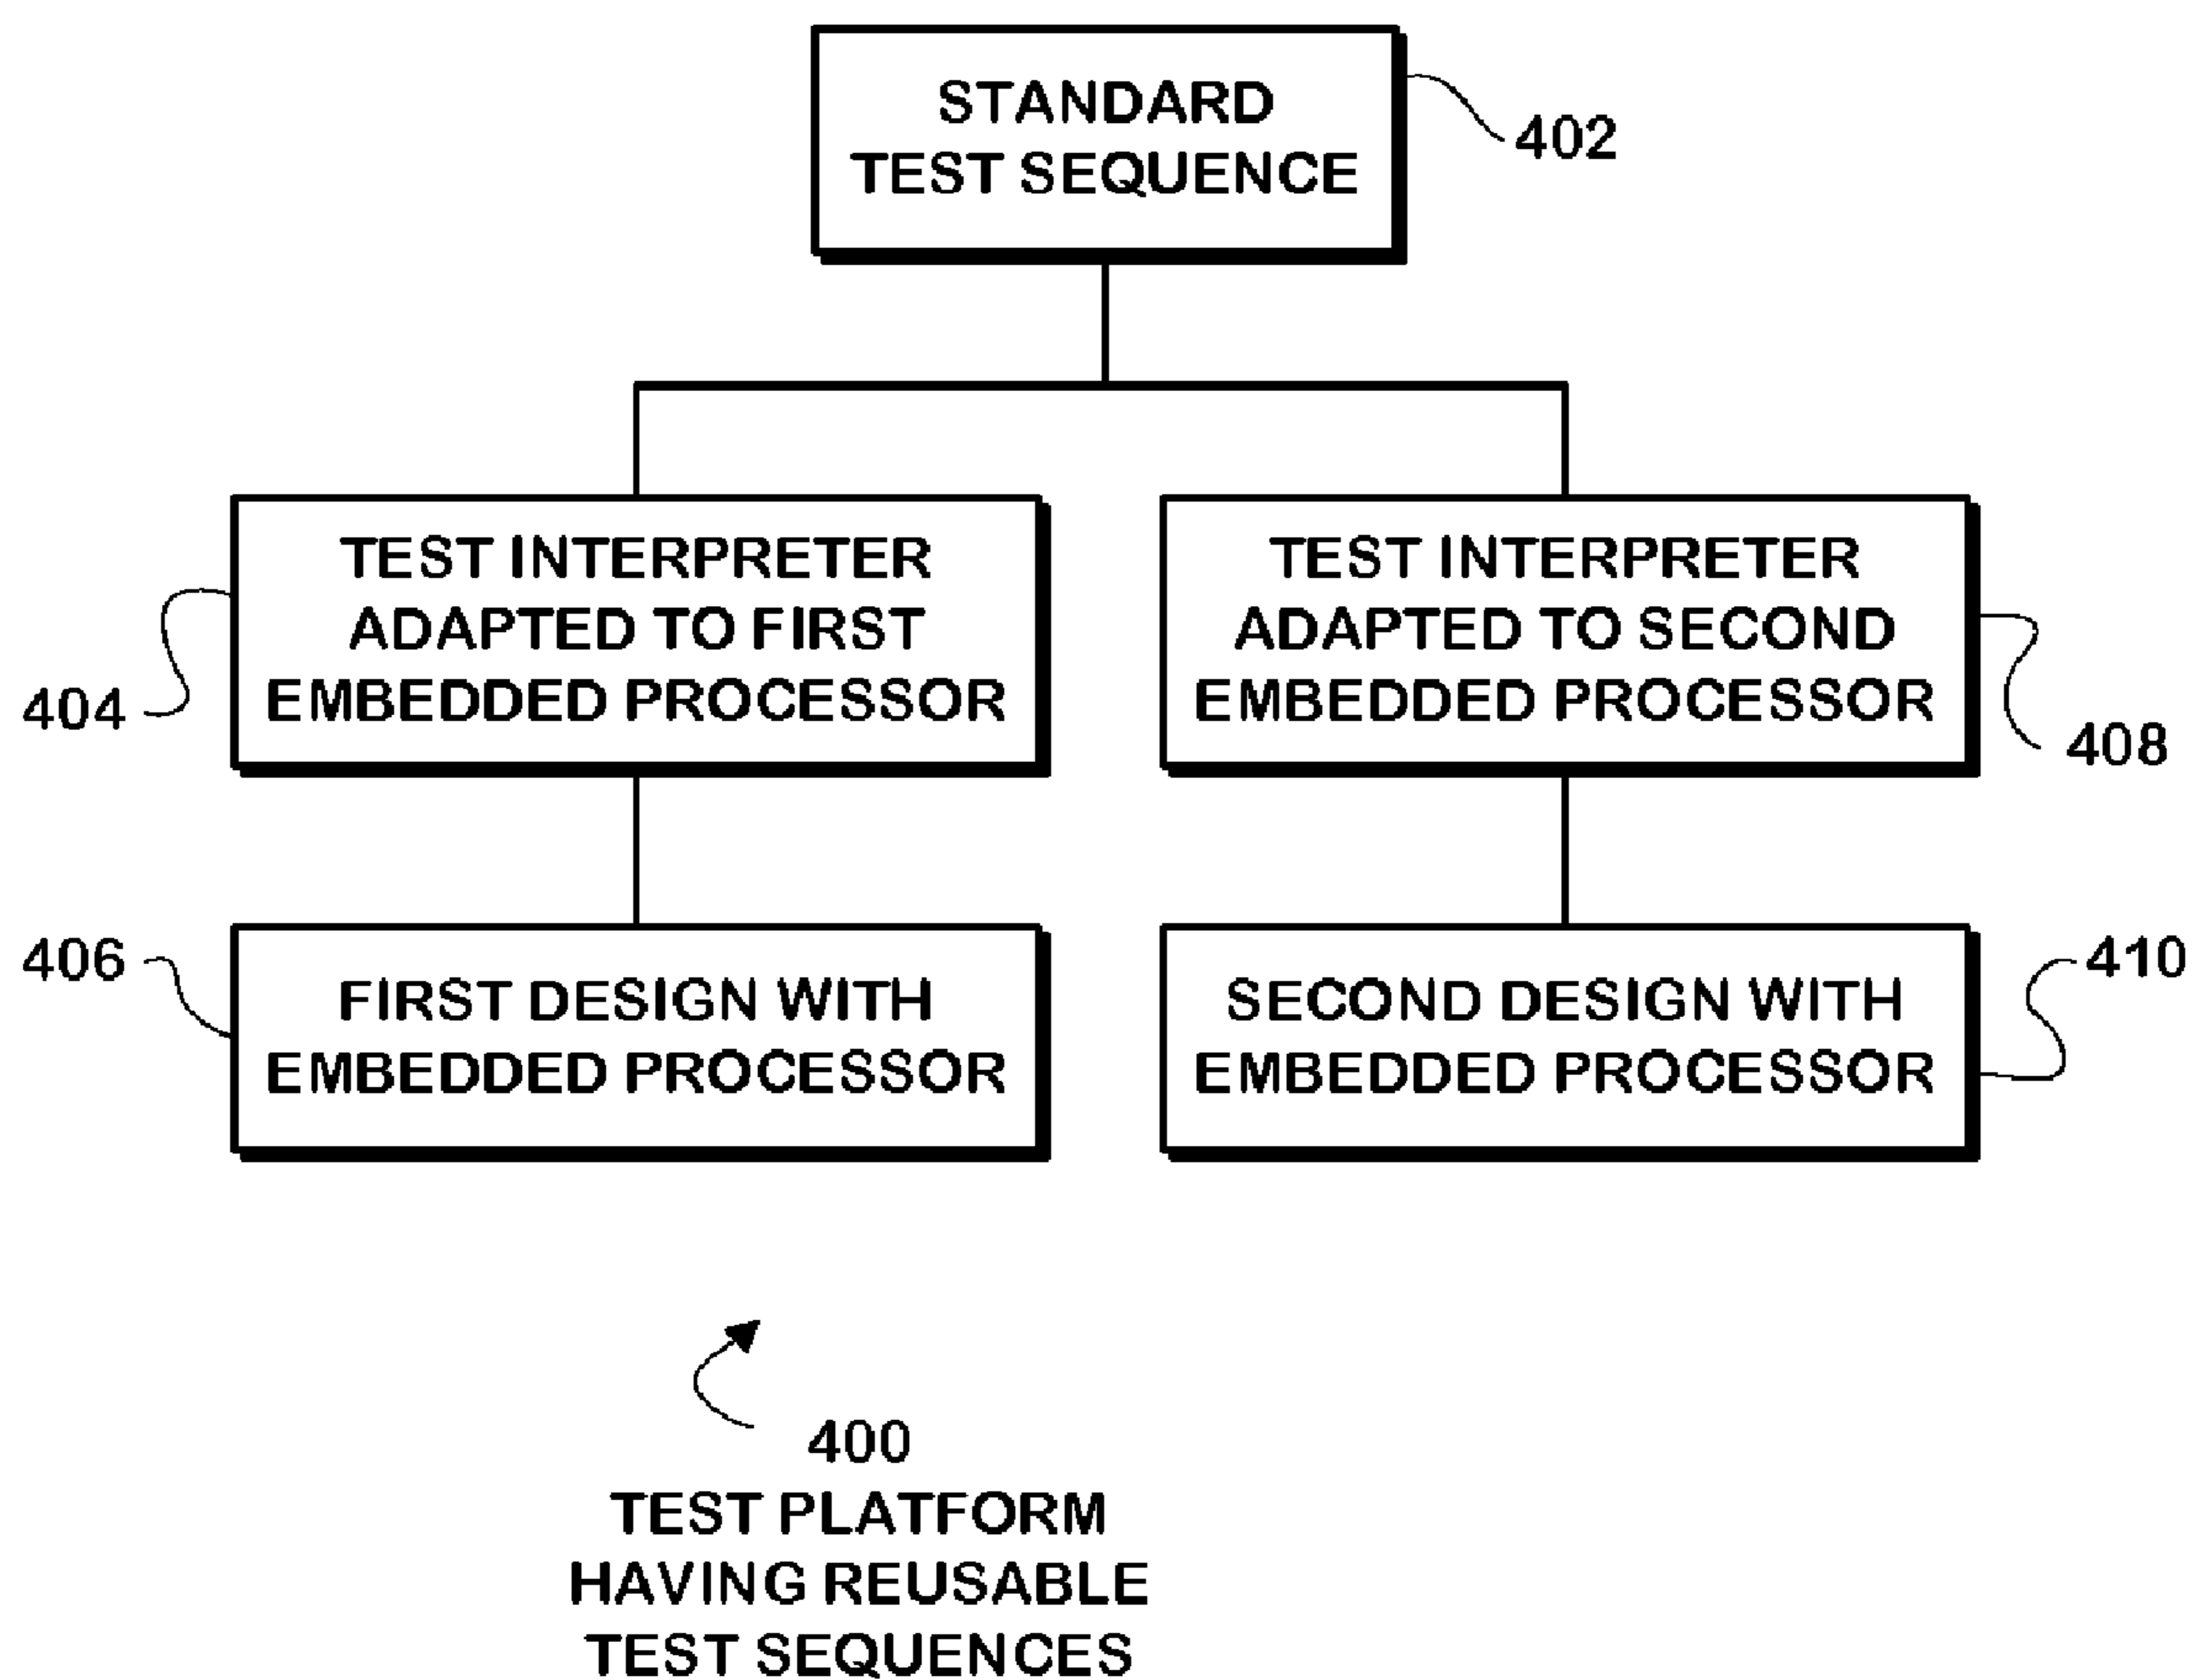 STANDARD
TEST SEQUENCE
402
TEST INTERPRETER
ADAPTED TO FIRST
EMBEDDED PROCESSOR
404
TEST INTERPRETER
ADAPTED TO SECOND
EMBEDDED PROCESSOR
408
406
FIRST DESIGN WITH
EMBEDDED PROCESSOR
SECOND DESIGN WITH
EMBEDDED PROCESSOR
410
400
TEST PLATFORM
HAVING REUSABLE
TEST SEQUENCES